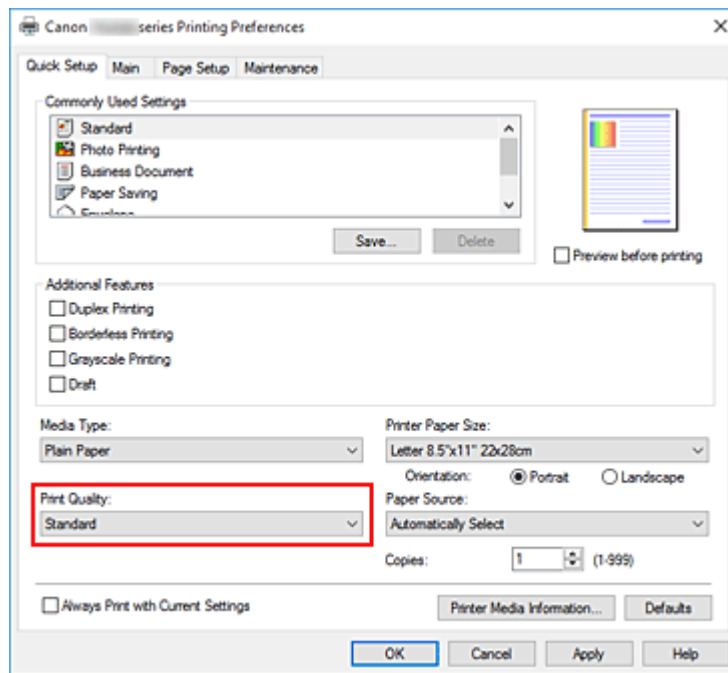 Canon series Printing Preferences
Quick Setup Main Page Setup Maintenance
Commonly Used Settings
Standard
Photo Printing
Business Document
Paper Saving
Envelope
Save... Delete
Preview before printing
Additional Features
Duplex Printing
Borderless Printing
Grayscale Printing
Draft
Media Type: Printer Paper Size:
Plain Paper Letter 8.5"x11" 22x28cm
Orientation: Portrait Landscape
Print Quality: Paper Source:
Standard Automatically Select
Copies: 1 (1-999)
Always Print with Current Settings Printer Media Information... Defaults
OK Cancel Apply Help